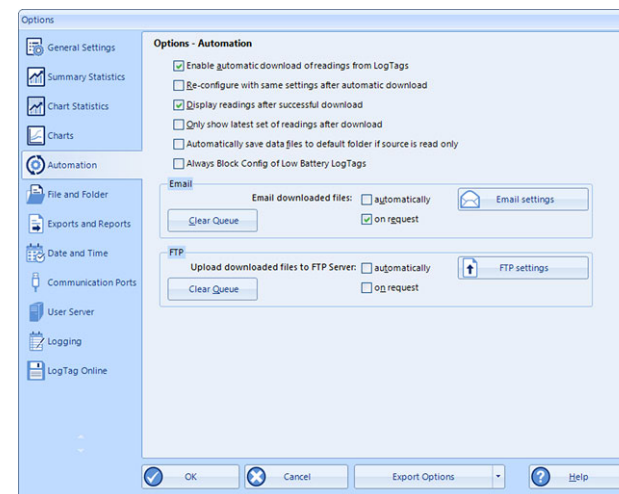 Options
General Settings
Summary Statistics
Chart Statistics
Charts
Automation
File and Folder
Exports and Reports
Date and Time
Communication Ports
User Server
Logging
LogTag Online
Options - Automation
Enable automatic download of readings from LogTags
Re-configure with same settings after automatic download
Display readings after successful download
Only show latest set of readings after download
Automatically save data files to default folder if source is read only
Always Block Config of Low Battery LogTags
Email
Email downloaded files: automatically Email settings
Clear Queue on request
FTP
Upload downloaded files to FTP Server: automatically FTP settings
Clear Queue on request
OK Cancel Export Options Help